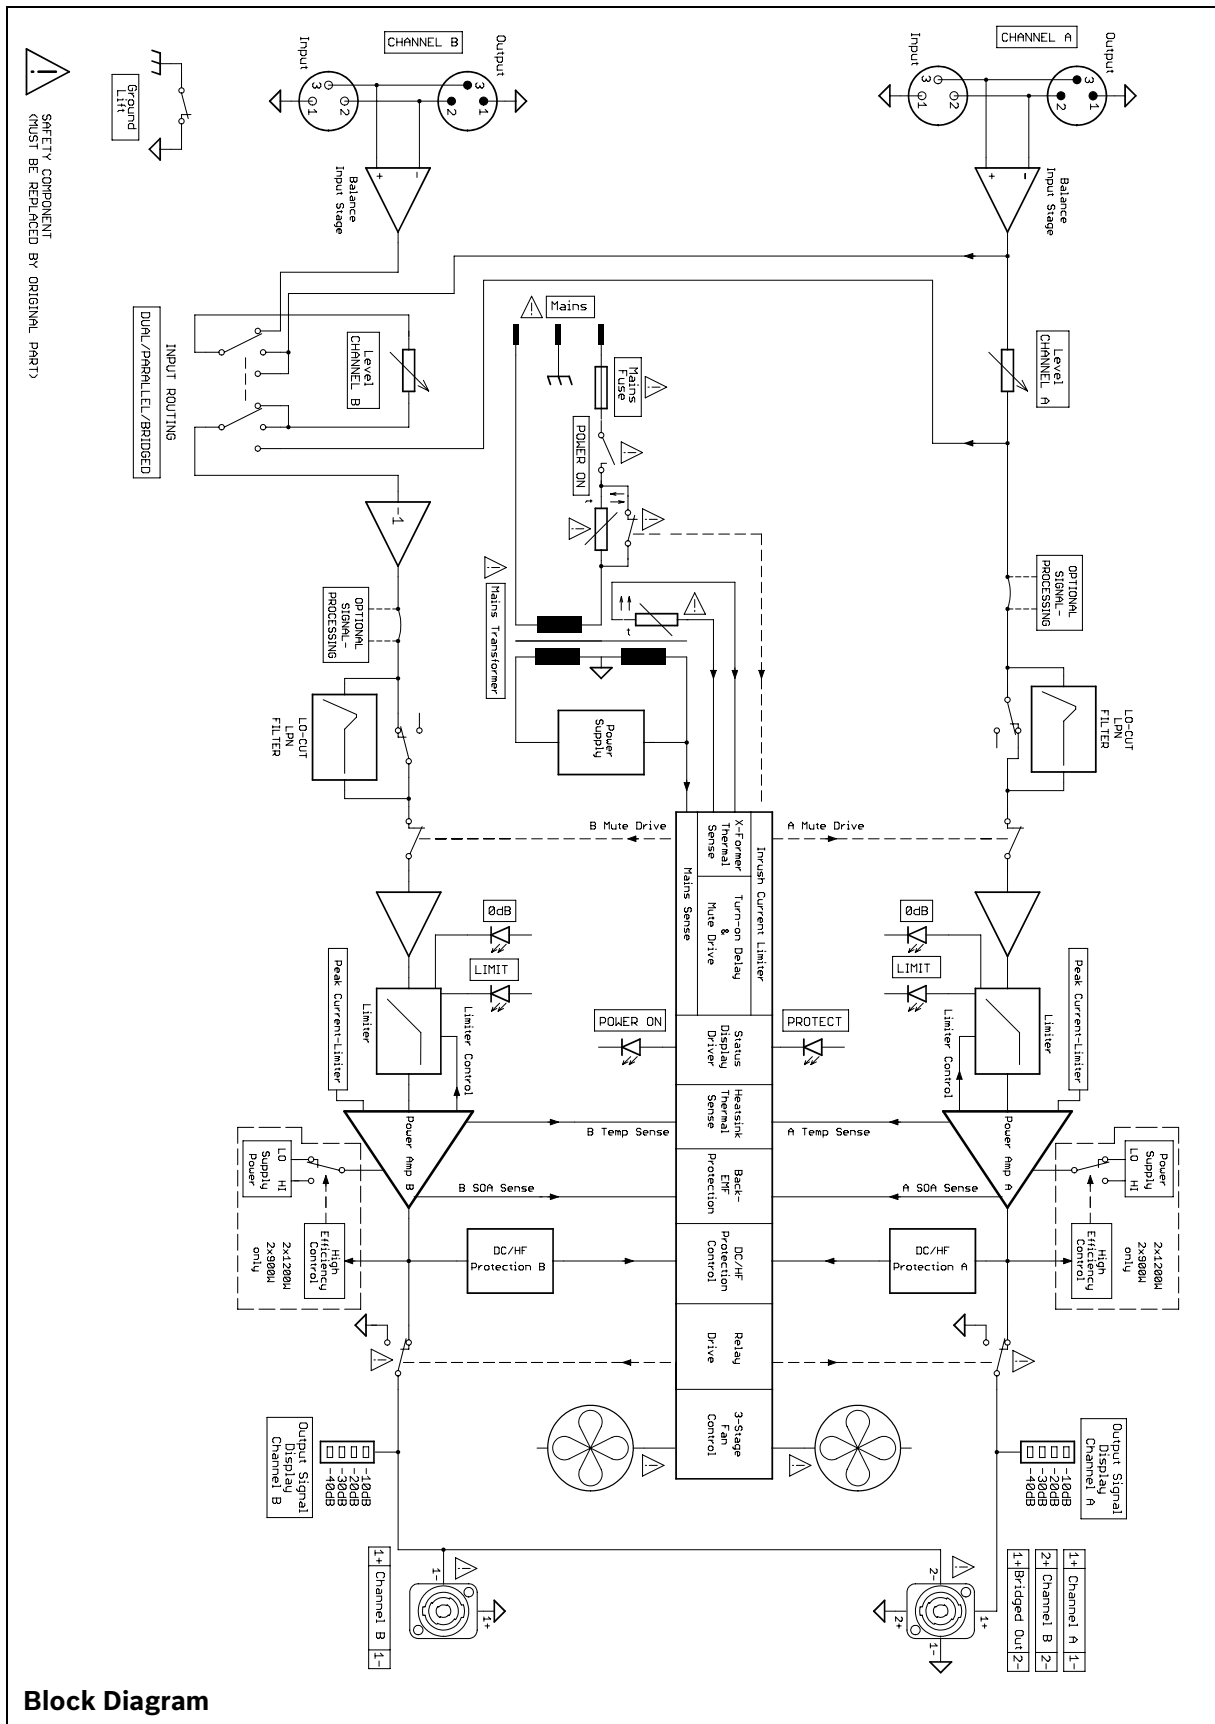 Input
CHANNEL B
Output
3
1
2
3
2
1
Input
CHANNEL A
Output
3
1
2
3
2
1
Ground
Lift
SAFETY COMPONENT
(MUST BE REPLACED BY ORIGINAL PART)
+
-
Balance
Input Stage
+
-
Balance
Input Stage
INPUT ROUTING
DUAL/PARALLEL/BRIDGED
Level
CHANNEL B
Level
CHANNEL A
Mains
Mains
Fuse
POWER ON
t
t
Mains Transformer
Power
Supply
-1
OPTIONAL
SIGNAL-
PROCESSING
OPTIONAL
SIGNAL-
PROCESSING
LO-CUT
LPN
FILTER
LO-CUT
LPN
FILTER
B Mute Drive
A Mute Drive
Inrush Current Limiter
X-Former
Thermal
Sense
Turn-on Delay
&
Mute Drive
Mains Sense
0dB
LIMIT
0dB
LIMIT
Peak Current-Limiter
Limiter
Limiter Control
Limiter Control
Limiter
Peak Current-Limiter
POWER ON
PROTECT
Status
Display
Driver
Heatsink
Thermal
Sense
Back-
EMF
Protection
DC/HF
Protection
Control
Relay
Drive
3-Stage
Fan
Control
Power Amp B
Power Amp A
B Temp Sense
A Temp Sense
B SOA Sense
A SOA Sense
Power
Supply
LO
HI
High
Efficiency
Control
2x1200W
2x900W
only
Power
Supply
LO
HI
High
Efficiency
Control
2x1200W
2x900W
only
DC/HF
Protection B
DC/HF
Protection A
Output Signal
Display
Channel B
-10dB
-20dB
-30dB
-40dB
Output Signal
Display
Channel A
-10dB
-20dB
-30dB
-40dB
1-
1+
1+ Channel B 1-
2-
1+
2+
1-
1+ Channel A 1-
2+ Channel B 2-
1+ Bridged Out 2-
Block Diagram